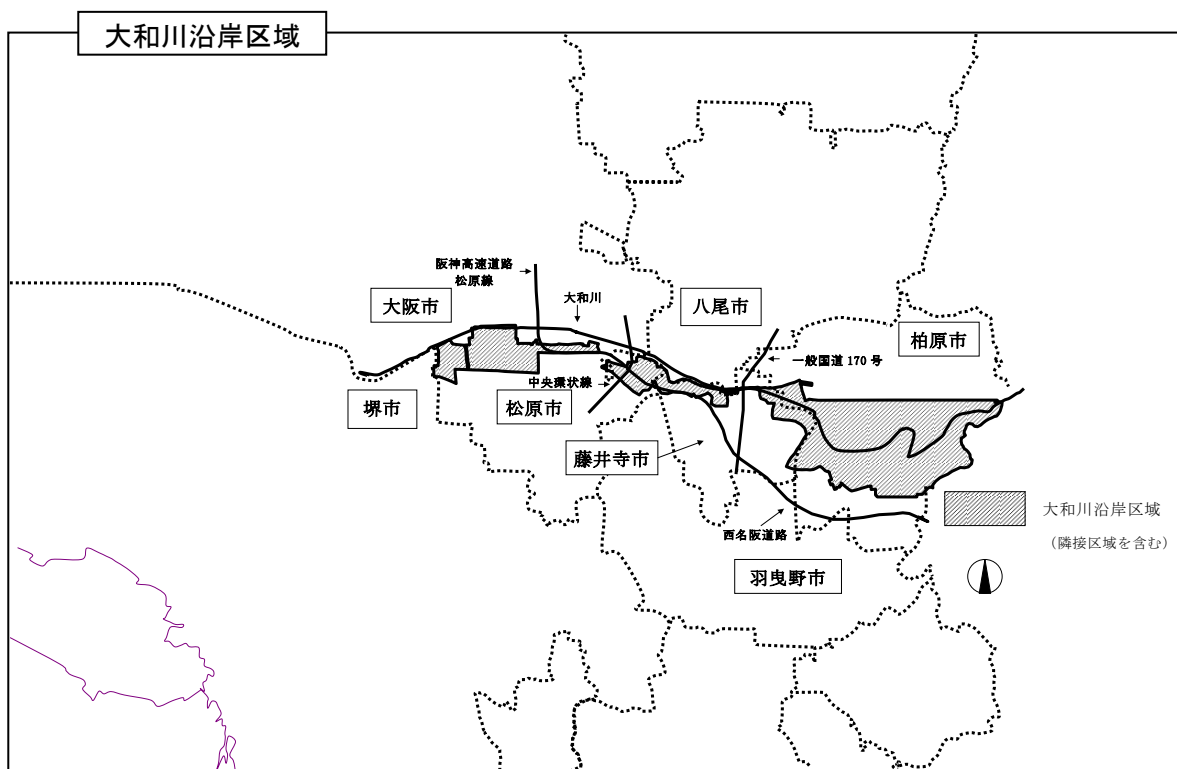 大和川沿岸区域
阪神高速道路
松原線
大和川
大阪市
八尾市
柏原市
一般国道 170 号
中央環状線
堺市
松原市
藤井寺市
大和川沿岸区域
（隣接区域を含む）
西名阪道路
羽曳野市